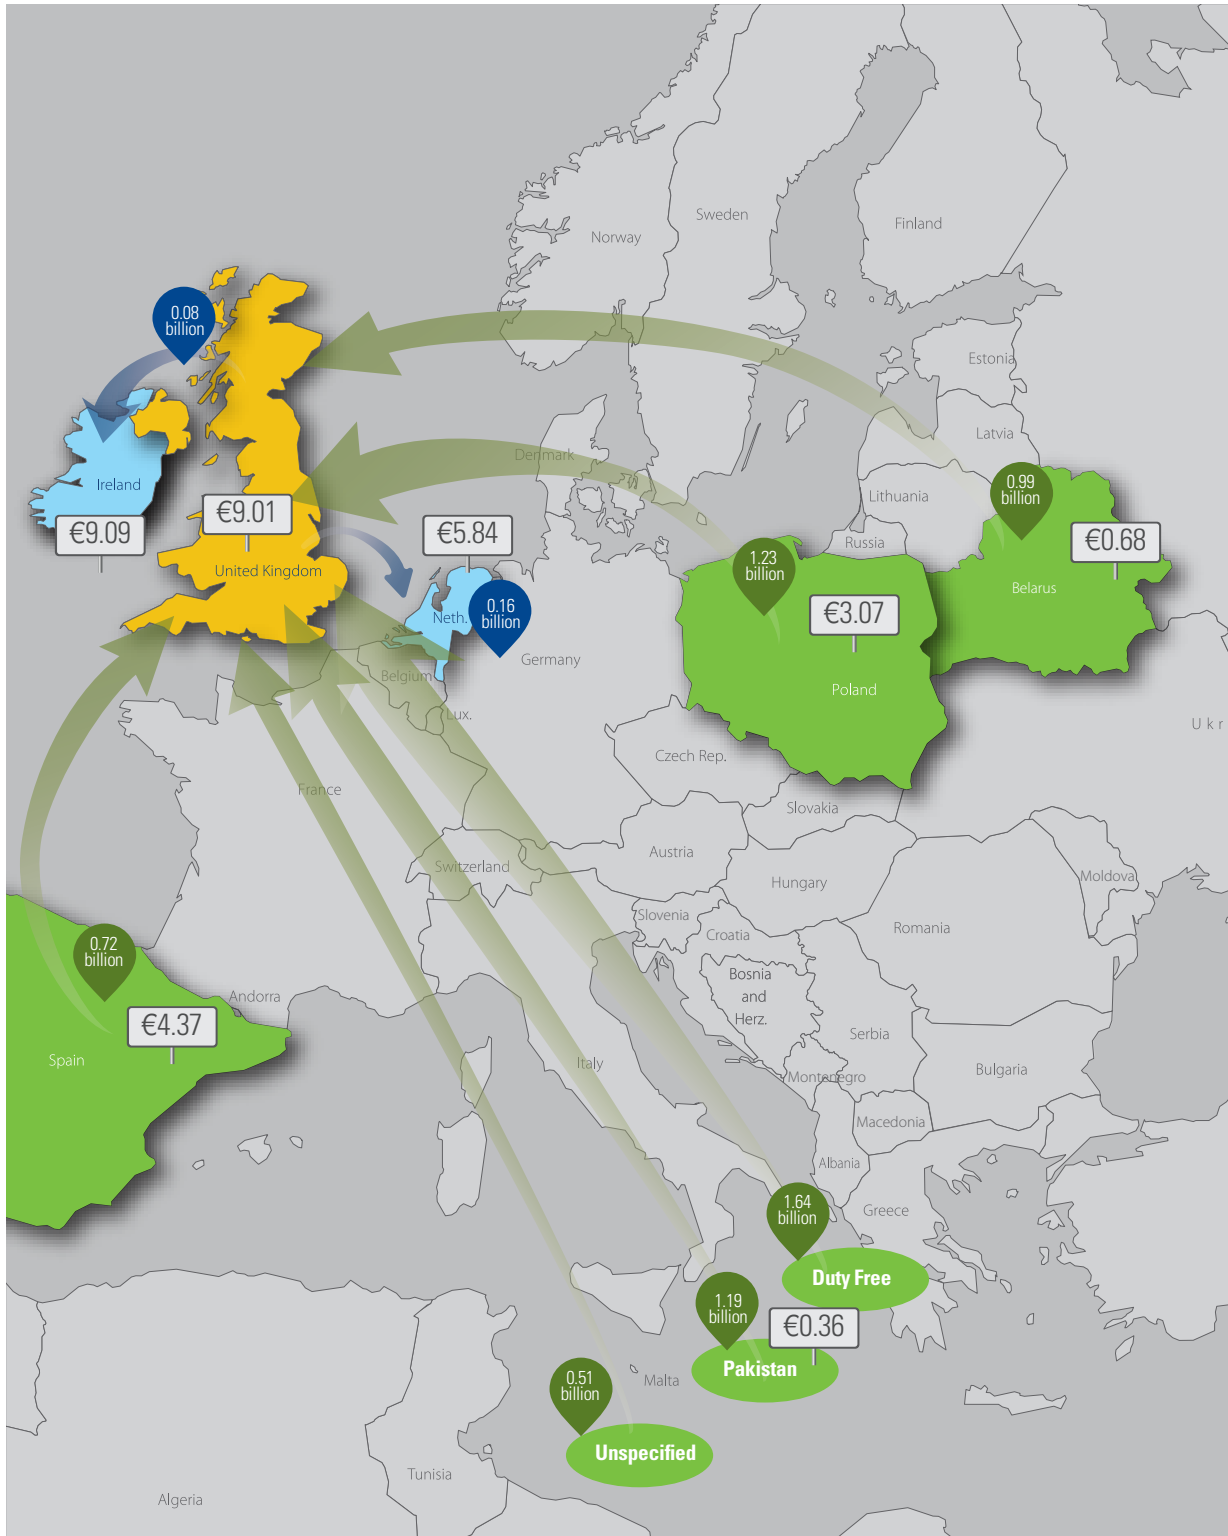 Sweden
Finland
Norway
0.08
billion
Estonia
Latvia
Denmark
Ireland
0.99
billion
Lithuania
€9.01
€9.09
€5.84
Russia
€0.68
United Kingdom
1.23
billion
Belarus
Neth.
0.16
billion
€3.07
Germany
Belgium
Poland
Lux.
U k r
Czech Rep.
France
Slovakia
Austria
Switzerland
Hungary
Moldova
Slovenia
Croatia
Romania
0.72
billion
Bosnia
and
Herz.
Andorra
€4.37
Serbia
Spain
Italy
Bulgaria
Montenegro
Macedonia
Albania
1.64
billion
Greece
Duty Free
1.19
billion
€0.36
Pakistan
0.51
billion
Malta
Unspecified
Tunisia
Algeria